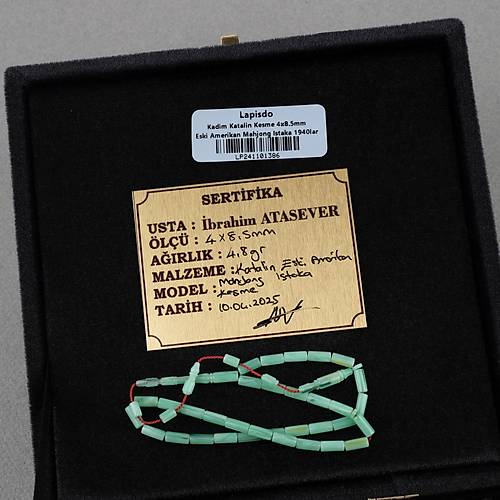 Lapisdo
Kadim Katalin Kesme 4x8.5mm
Eski Amerikan Mahjong Istaka 1940lar
LP241101386
SERTİFİKA
USTA : İbrahim ATASEVER
ÖLÇÜ : 4x8.5mm
AĞIRLIK : 4.8gr
MALZEME : Katalin Eski Amerikan
Mahjong Istaka
MODEL : Kesme
TARİH : 10.04.2025